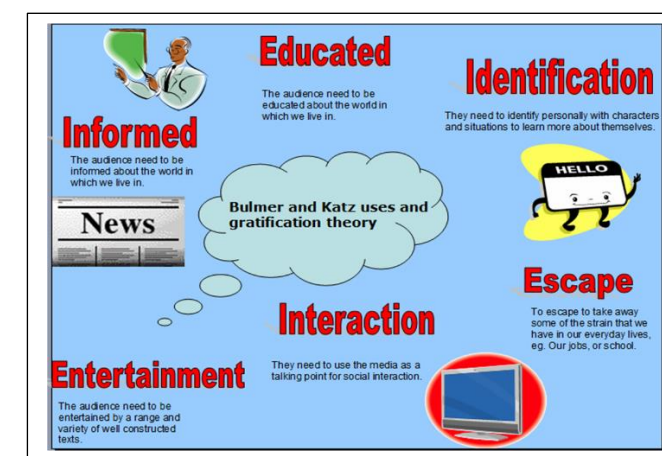 Educated
The audience need to be
educated about the world in
which we live in.
Identification
They need to identify personally with characters
and situations to learn more about themselves.
Informed
The audience need to be
informed about the world in
which we live in.
HELLO
News
Bulmer and Katz uses and
gratification theory
Escape
To escape to take away
some of the strain that we
have in our everyday lives,
eg. Our jobs, or school.
Interaction
They need to use the media as a
talking point for social interaction.
Entertainment
The audience need to be
entertained by a range and
variety of well constructed
texts.